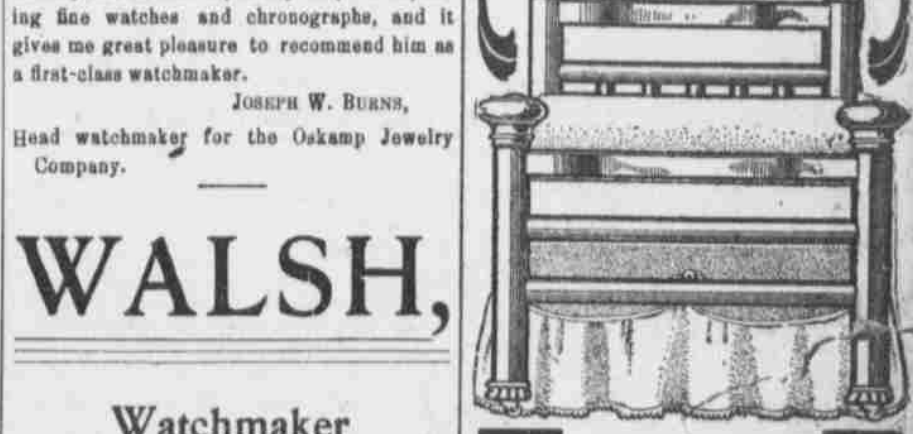 ing fine watches and chronographs, and it
gives me great pleasure to recommend him as
a first-class watchmaker.
JOSEPH W. BURNS,
Head watchmaker for the Oskamp Jewelry
Company.
WALSH,
Watchmaker